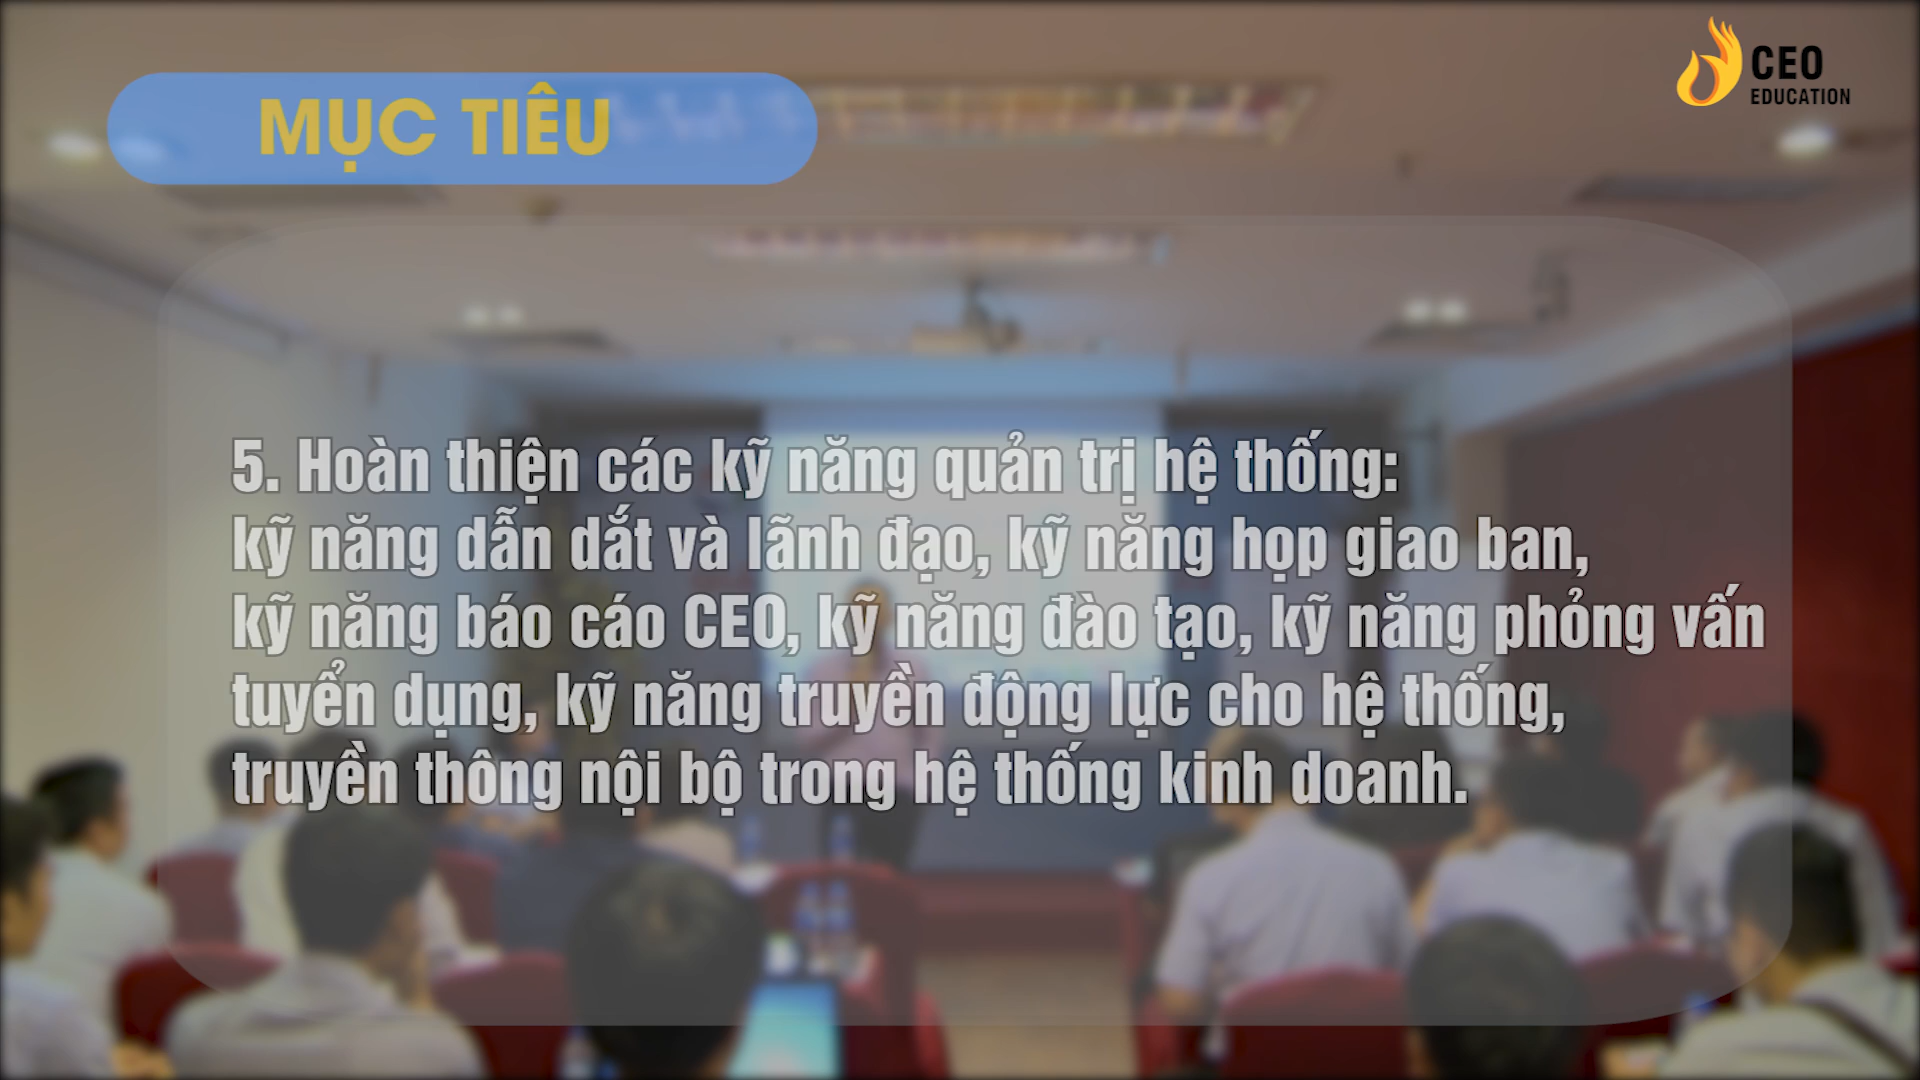 MỤC TIÊU
CEO
EDUCATION
5. Hoàn thiện các kỹ năng quản trị hệ thống:
kỹ năng dẫn dắt và lãnh đạo, kỹ năng họp giao ban,
kỹ năng báo cáo CEO, kỹ năng đào tạo, kỹ năng phỏng vấn
tuyển dụng, kỹ năng truyền động lực cho hệ thống,
truyền thông nội bộ trong hệ thống kinh doanh.